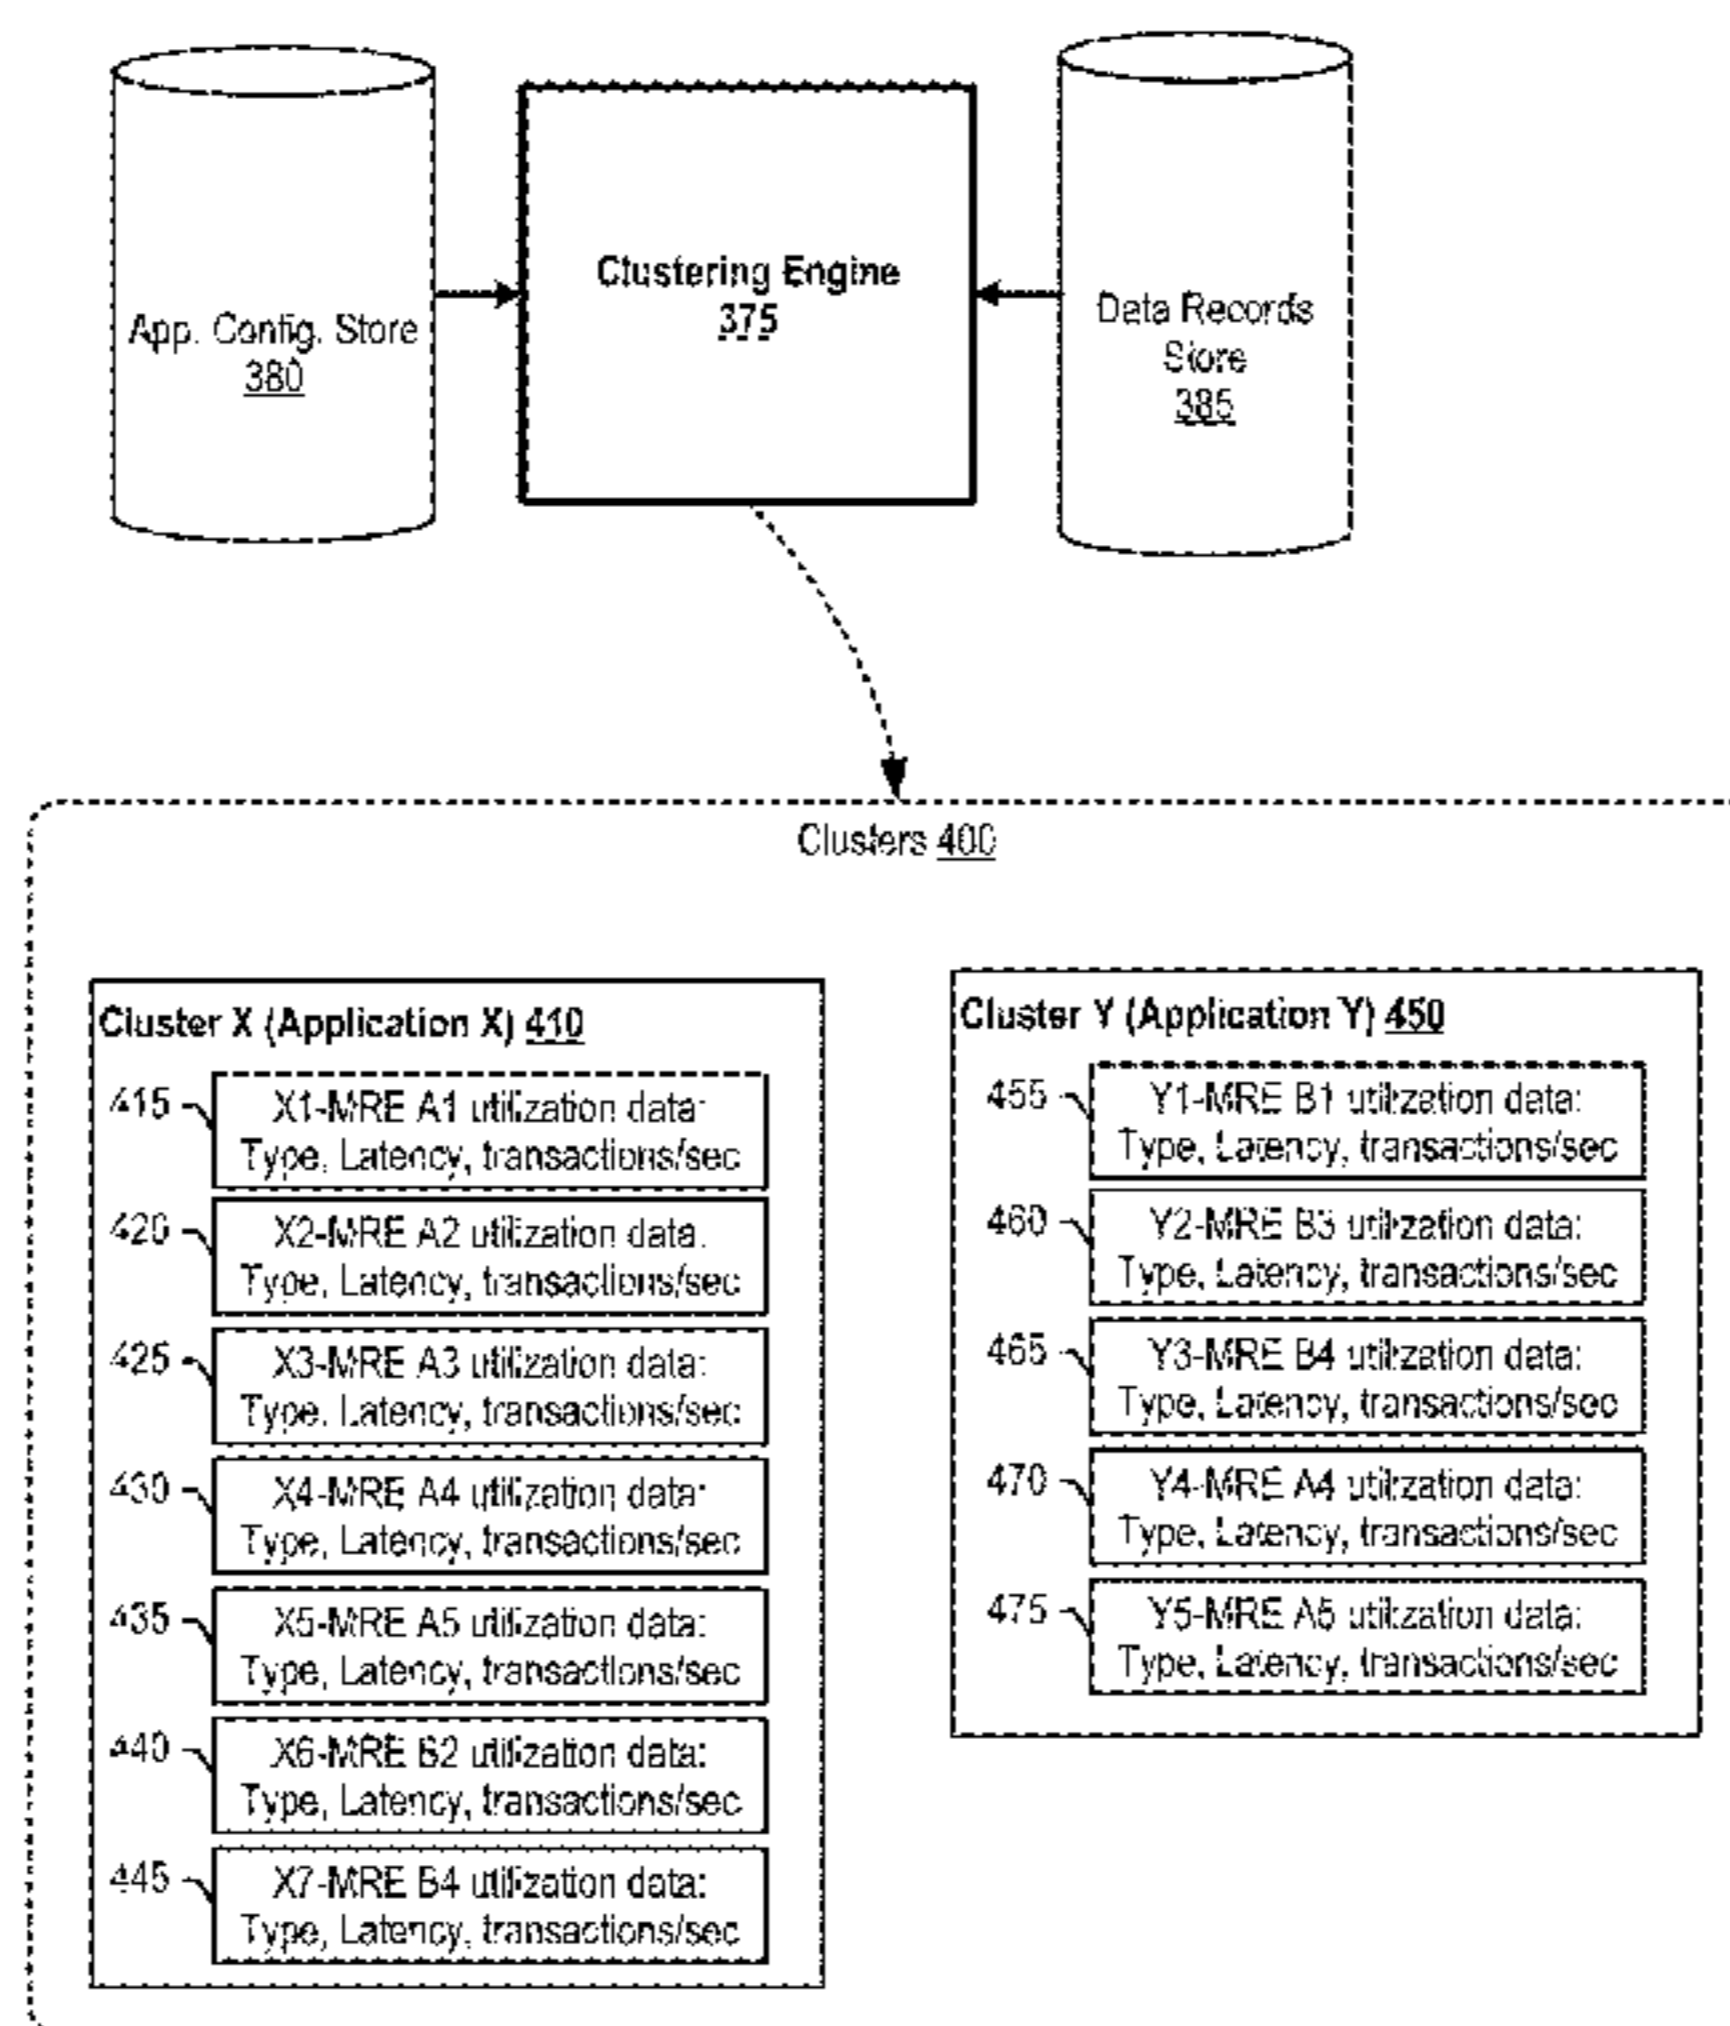 App. Config. Store
380
Clustering Engine
375
Data Records
Store
385
Clusters 400
Cluster X (Application X) 410
415
X1-MRE A1 utilization data:
Type, Latency, transactions/sec
420
X2-MRE A2 utilization data:
Type, Latency, transactions/sec
425
X3-MRE A3 utilization data:
Type, Latency, transactions/sec
430
X4-MRE A4 utilization data:
Type, Latency, transactions/sec
435
X5-MRE A5 utilization data:
Type, Latency, transactions/sec
440
X6-MRE B2 utilization data:
Type, Latency, transactions/sec
445
X7-MRE B4 utilization data:
Type, Latency, transactions/sec
Cluster Y (Application Y) 450
455
Y1-MRE B1 utilization data:
Type, Latency, transactions/sec
460
Y2-MRE B3 utilization data:
Type, Latency, transactions/sec
465
Y3-MRE B4 utilization data:
Type, Latency, transactions/sec
470
Y4-MRE A4 utilization data:
Type, Latency, transactions/sec
475
Y5-MRE A5 utilization data:
Type, Latency, transactions/sec